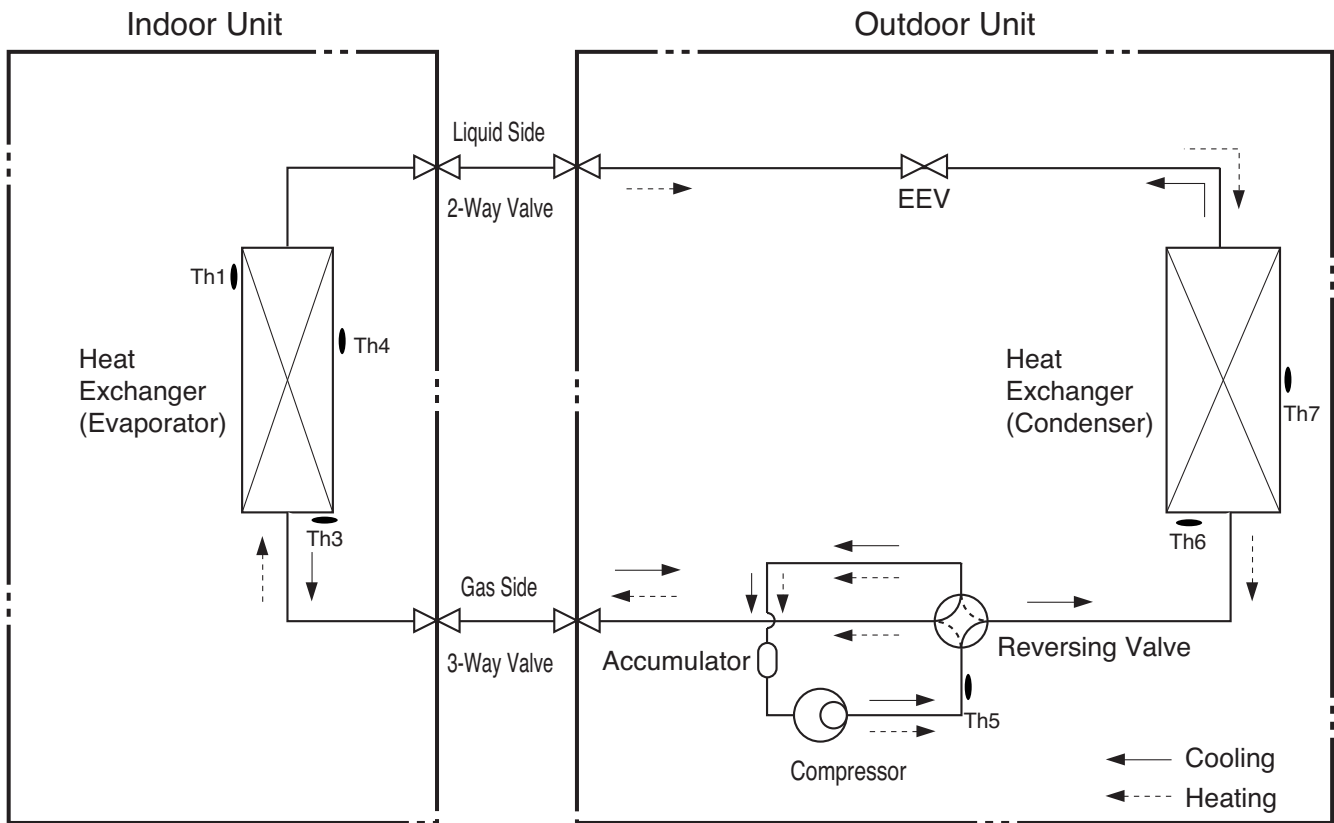 Indoor Unit
Outdoor Unit
Liquid Side
2-Way Valve
EEV
Th1
Th4
Heat
Exchanger
(Evaporator)
Heat
Exchanger
(Condenser)
Th7
Th3
Th6
Gas Side
3-Way Valve
Accumulator
Reversing Valve
Th5
Compressor
Cooling
Heating